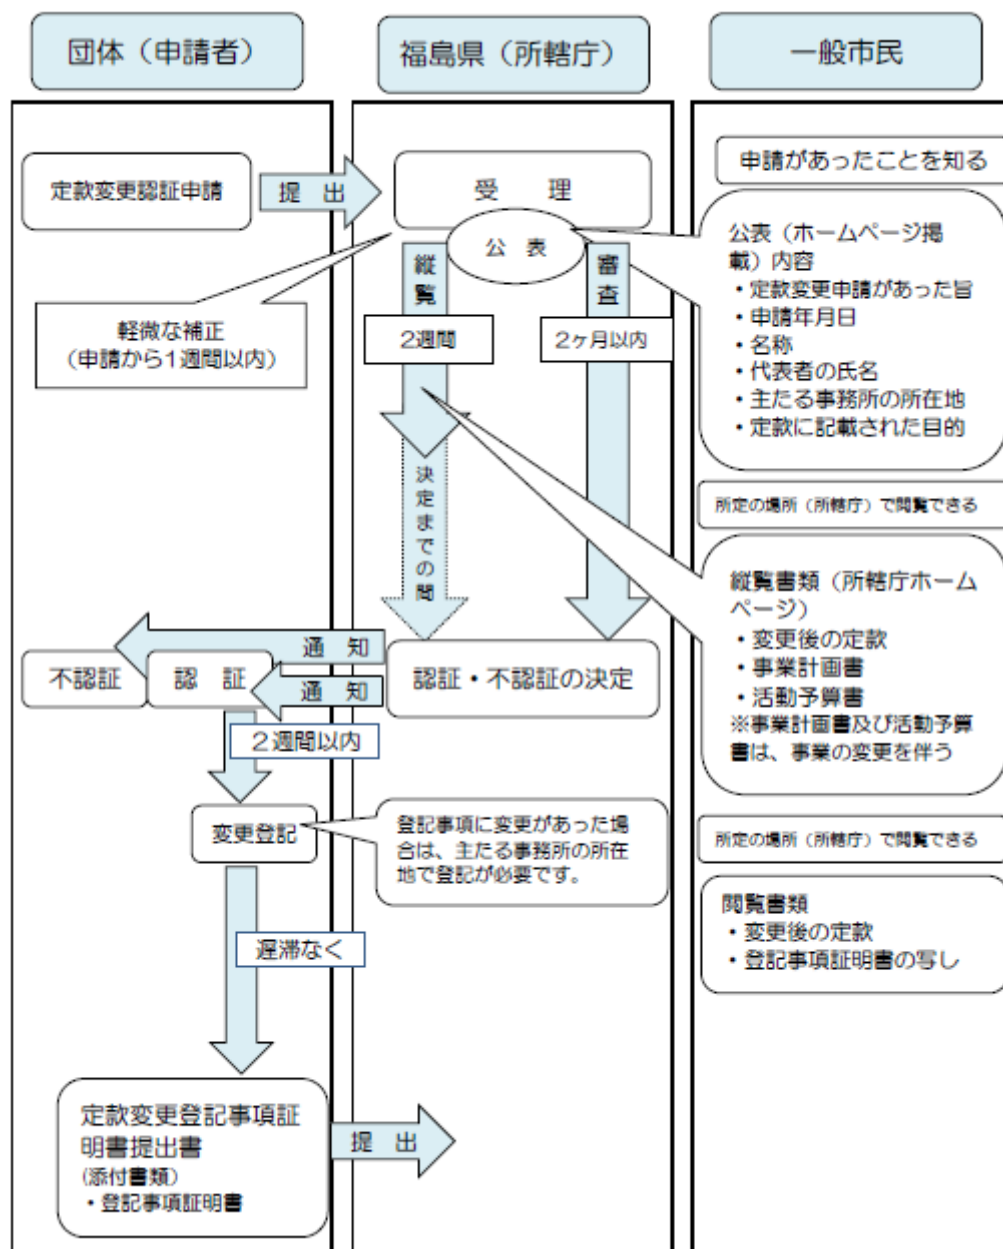 団体（申請者）
福島県（所轄庁）
一般市民
定款変更認証申請
提　出
受　　理
公　表
縦覧
審査
2週間
2ヶ月以内
軽微な補正
（申請から１週間以内）
決定までの間
申請があったことを知る
公表（ホームページ掲
載）内容
・定款変更申請があった旨
・申請年月日
・名称
・代表者の氏名
・主たる事務所の所在地
・定款に記載された目的
所定の場所（所轄庁）で閲覧できる
縦覧書類（所轄庁ホーム
ページ）
・変更後の定款
・事業計画書
・活動予算書
※事業計画書及び活動予算
書は、事業の変更を伴う
通　知
通　知
不認証
認　証
認証・不認証の決定
２週間以内
変更登記
登記事項に変更があった場
合は、主たる事務所の所在
地で登記が必要です。
所定の場所（所轄庁）で閲覧できる
閲覧書類
・変更後の定款
・登記事項証明書の写し
遅滞なく
定款変更登記事項証
明書提出書
(添付書類)
・登記事項証明書
提　出